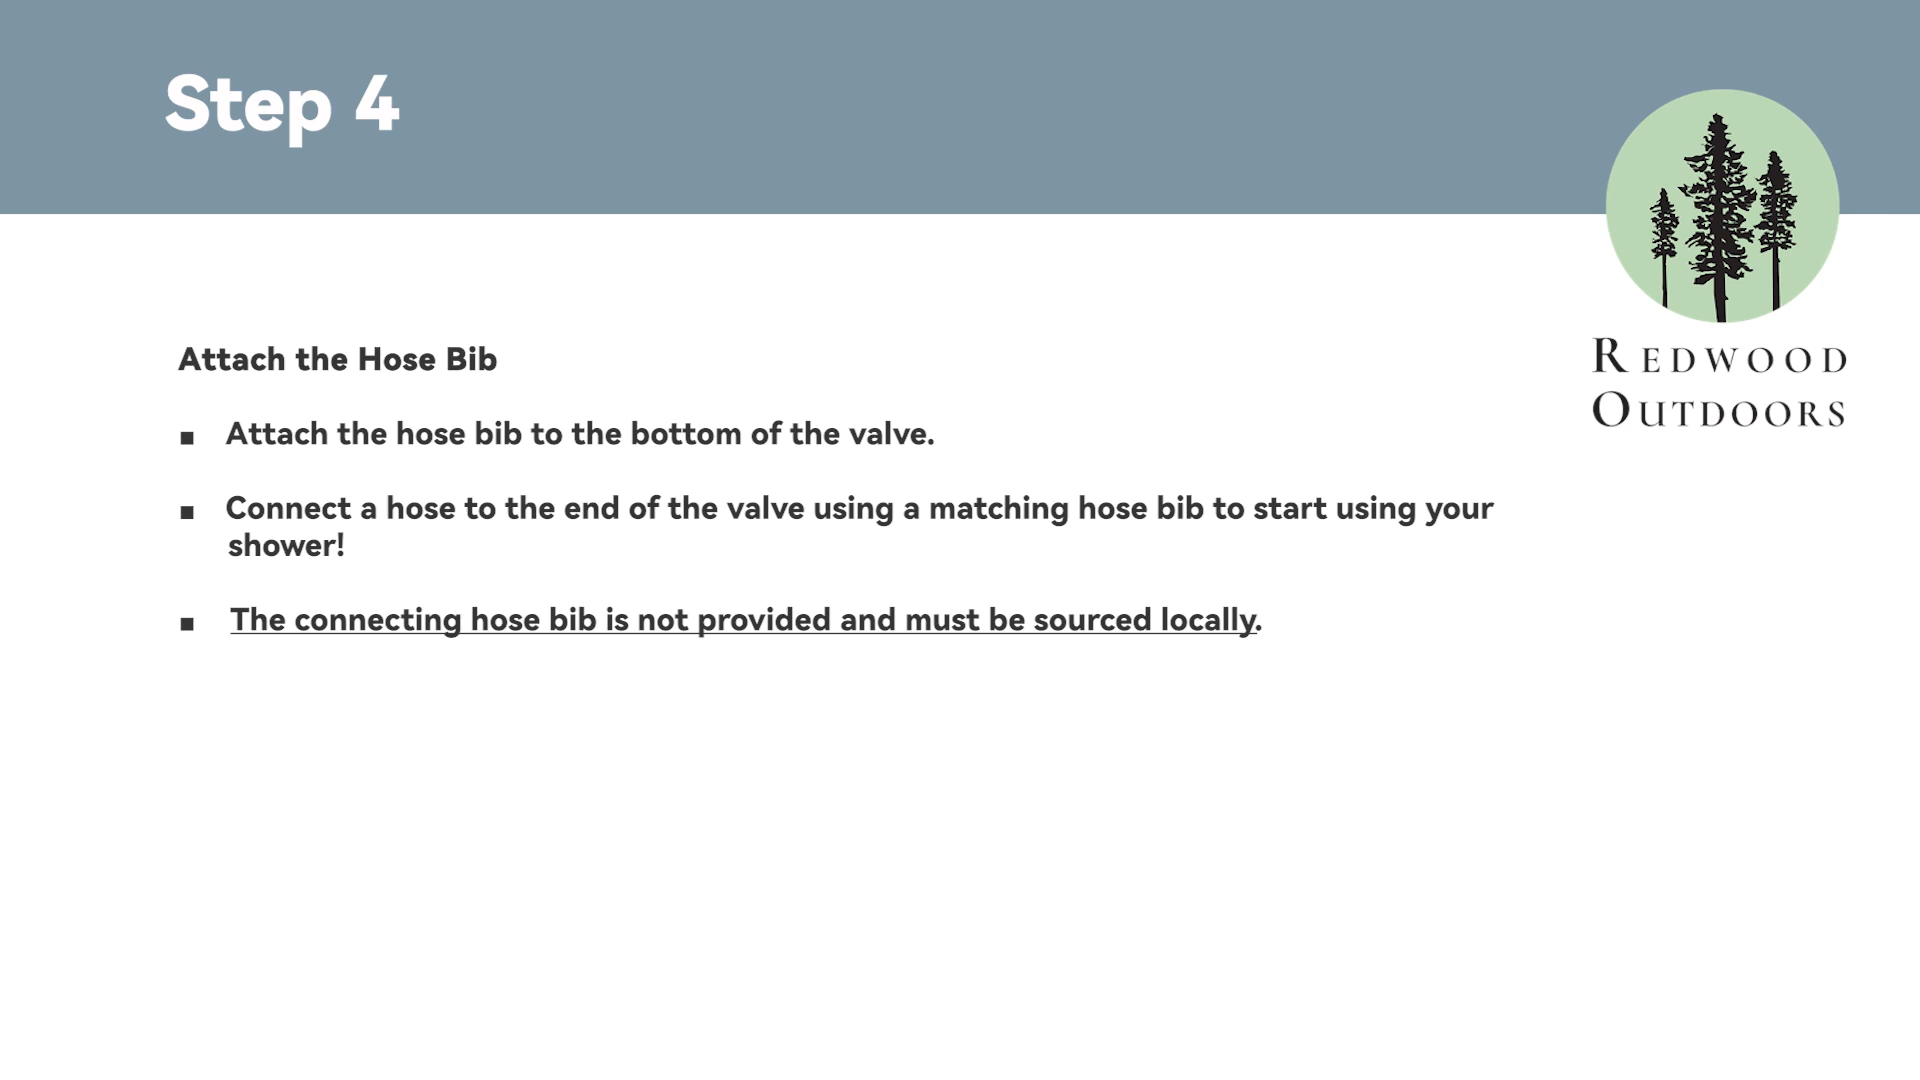 Step 4
Redwood
Outdoors
Attach the Hose Bib
▪ Attach the hose bib to the bottom of the valve.
▪ Connect a hose to the end of the valve using a matching hose bib to start using your
shower!
▪ The connecting hose bib is not provided and must be sourced locally.